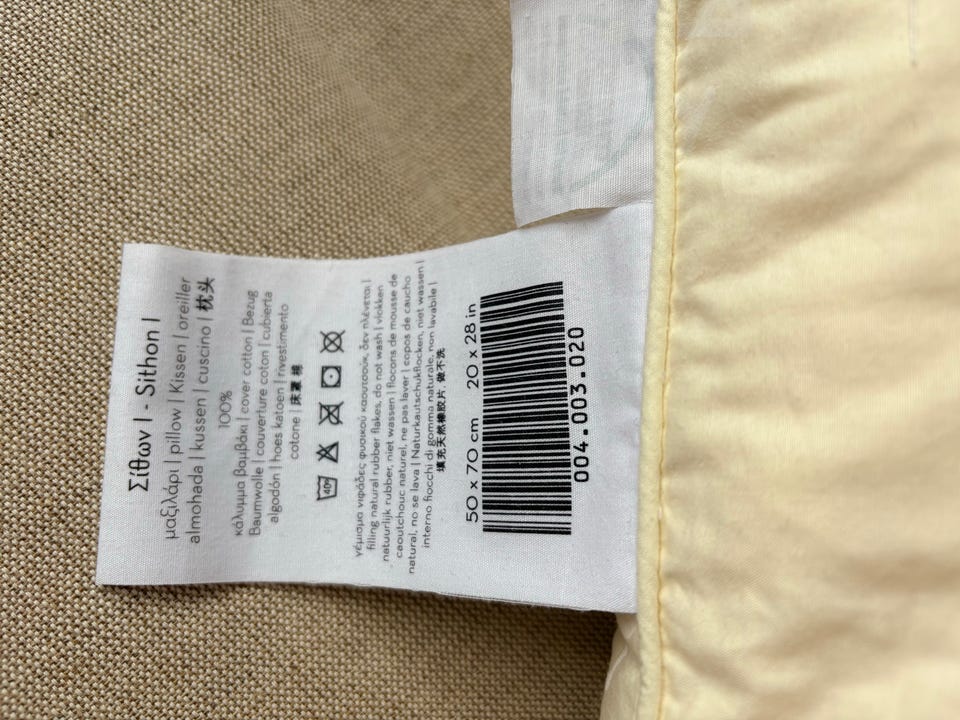 Σίθων Ι - Sithon I
μαξιλάρι | pillow | Kissen | oreiller
almohada | kussen | cuscino | 枕头
100%
κάλυμμα βαμβάκι | cover cotton | Bezug
Baumwolle | couverture coton | cubierta
algodón | hoes katoen | rivestimento
cotone | 床罩 棉
40°
γέμισμα νιφάδες φυσικού καουτσούκ, δεν πλένεται |
filling natural rubber flakes, do not wash | vlokken
natuurlijk rubber, niet wassen | flocons de mousse de
caoutchouc naturel, ne pas laver | copos de caucho
natural, no se lava | Naturkautschukflocken, niet wassen |
interno fiocchi di gomma naturale, non lavabile |
填充天然橡胶片, 做不洗
50 x 70 cm 20 x 28 in
004.003.020